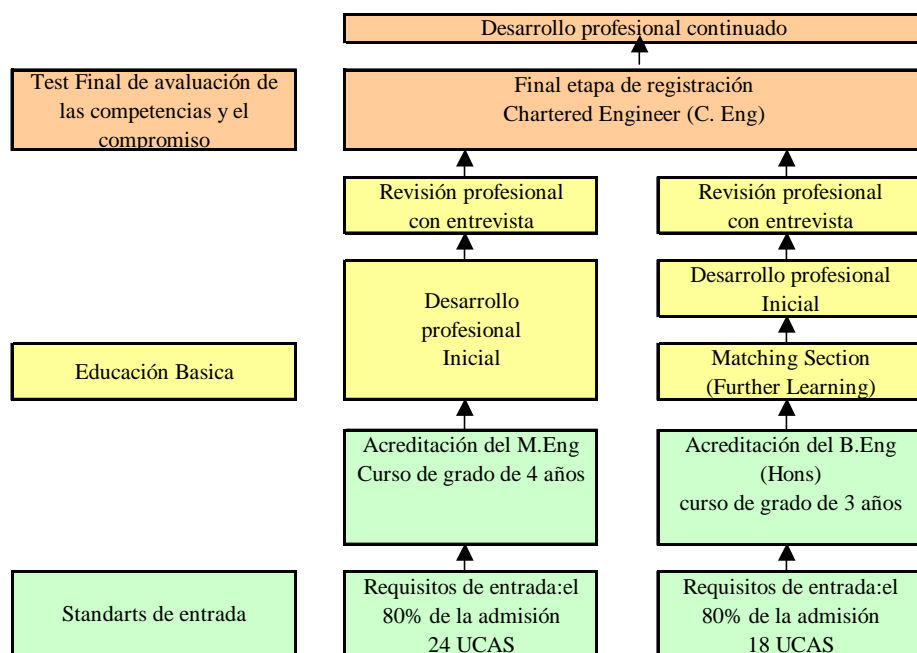 Desarrollo profesional continuado
Test Final de avaluación de
las competencias y el
compromiso
Final etapa de registración
Chartered Engineer (C. Eng)
Revisión profesional
con entrevista
Revisión profesional
con entrevista
Desarrollo
profesional
Inicial
Desarrollo profesional
Inicial
Educación Basica
Matching Section
(Further Learning)
Acreditación del M.Eng
Curso de grado de 4 años
Acreditación del B.Eng
(Hons)
curso de grado de 3 años
Standarts de entrada
Requisitos de entrada:el
80% de la admisión
24 UCAS
Requisitos de entrada:el
80% de la admisión
18 UCAS